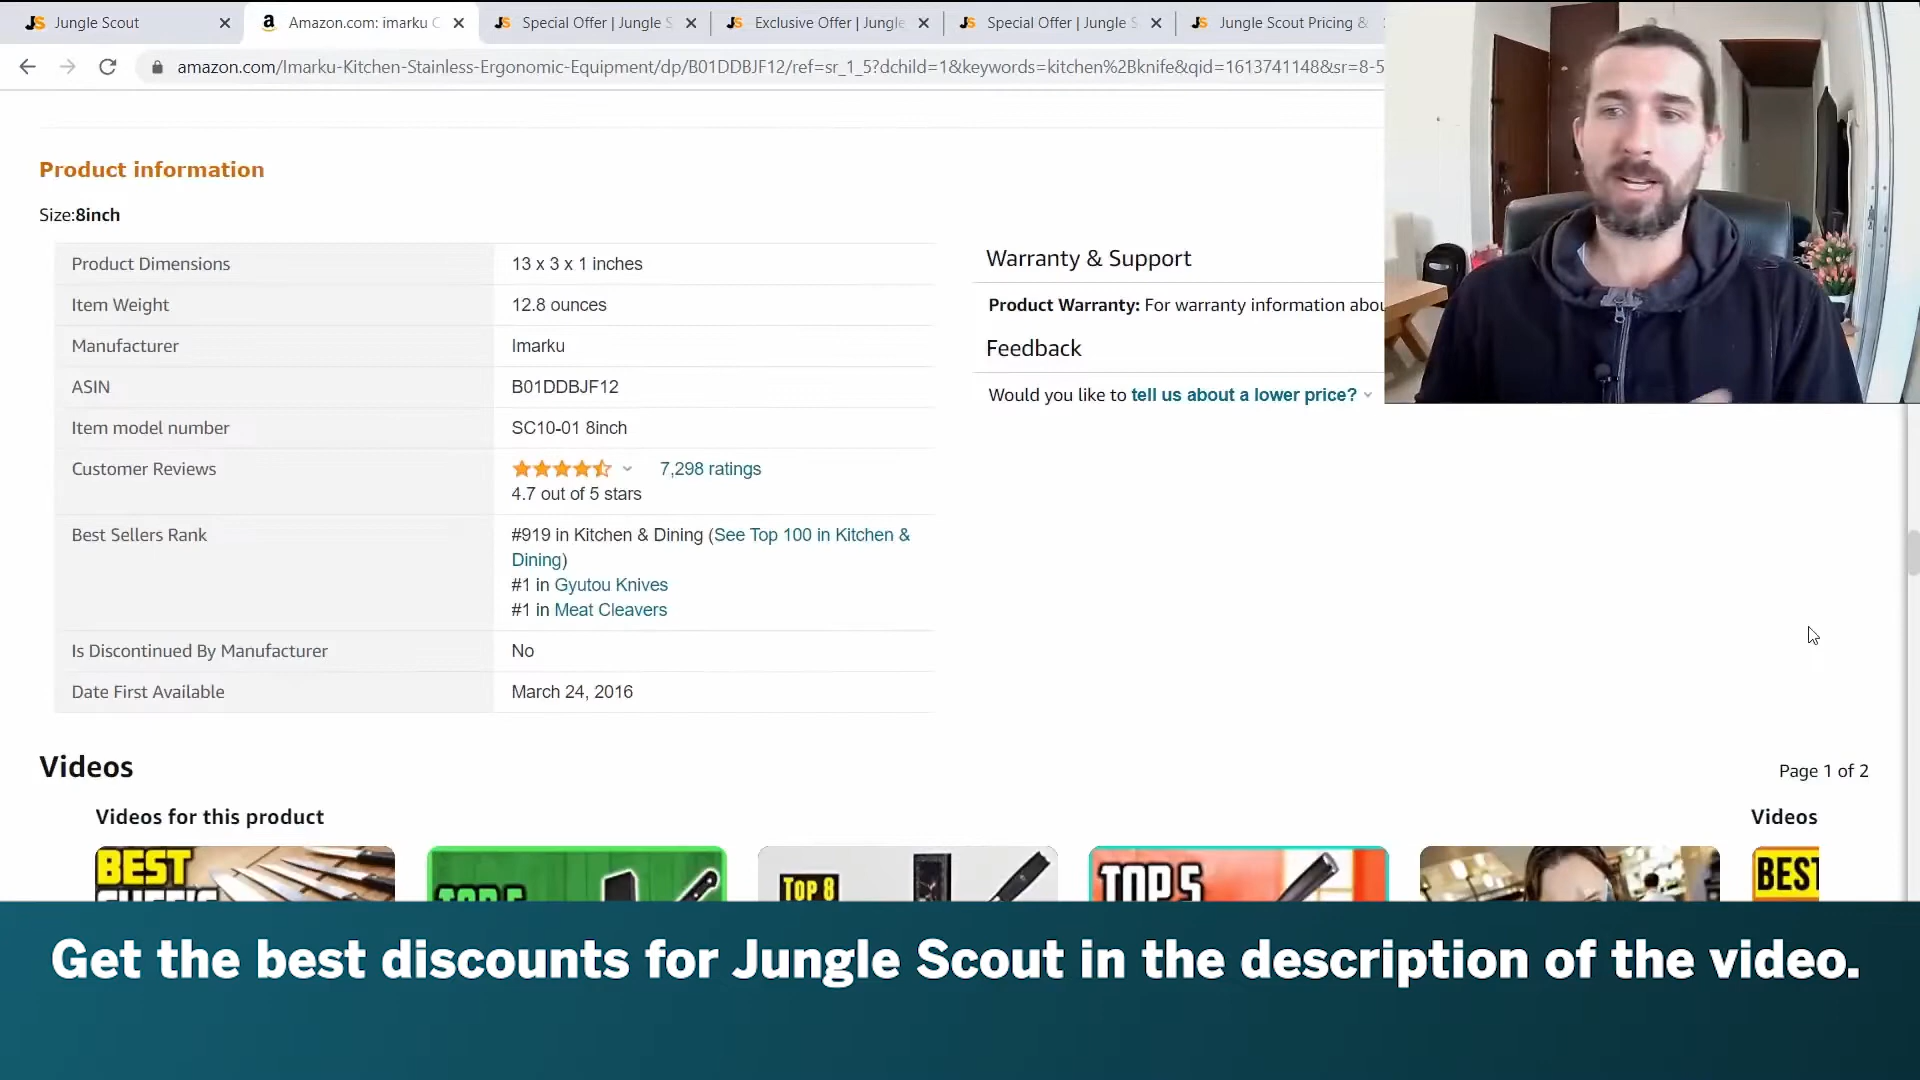 Jungle Scout
Amazon.com: imarku C
Special Offer | Jungle S
Exclusive Offer | Jungle
Special Offer | Jungle S
Jungle Scout Pricing &
amazon.com/Imarku-Kitchen-Stainless-Ergonomic-Equipment/dp/B01DDBJF12/ref=sr_1_5?dchild=1&keywords=kitchen%2Bknife&qid=1613741148&sr=8-5
Product information
Size:8inch
Product Dimensions 13 x 3 x 1 inches
Item Weight 12.8 ounces
Manufacturer Imarku
ASIN B01DDBJF12
Item model number SC10-01 8inch
Customer Reviews 7,298 ratings
4.7 out of 5 stars
Best Sellers Rank #919 in Kitchen & Dining (See Top 100 in Kitchen &
Dining)
#1 in Gyutou Knives
#1 in Meat Cleavers
Is Discontinued By Manufacturer No
Date First Available March 24, 2016
Warranty & Support
Product Warranty: For warranty information abou
Feedback
Would you like to tell us about a lower price?
Videos
Page 1 of 2
Videos for this product
Videos
BEST
TOP 5
TOP 8
TOP 5
BEST
Get the best discounts for Jungle Scout in the description of the video.